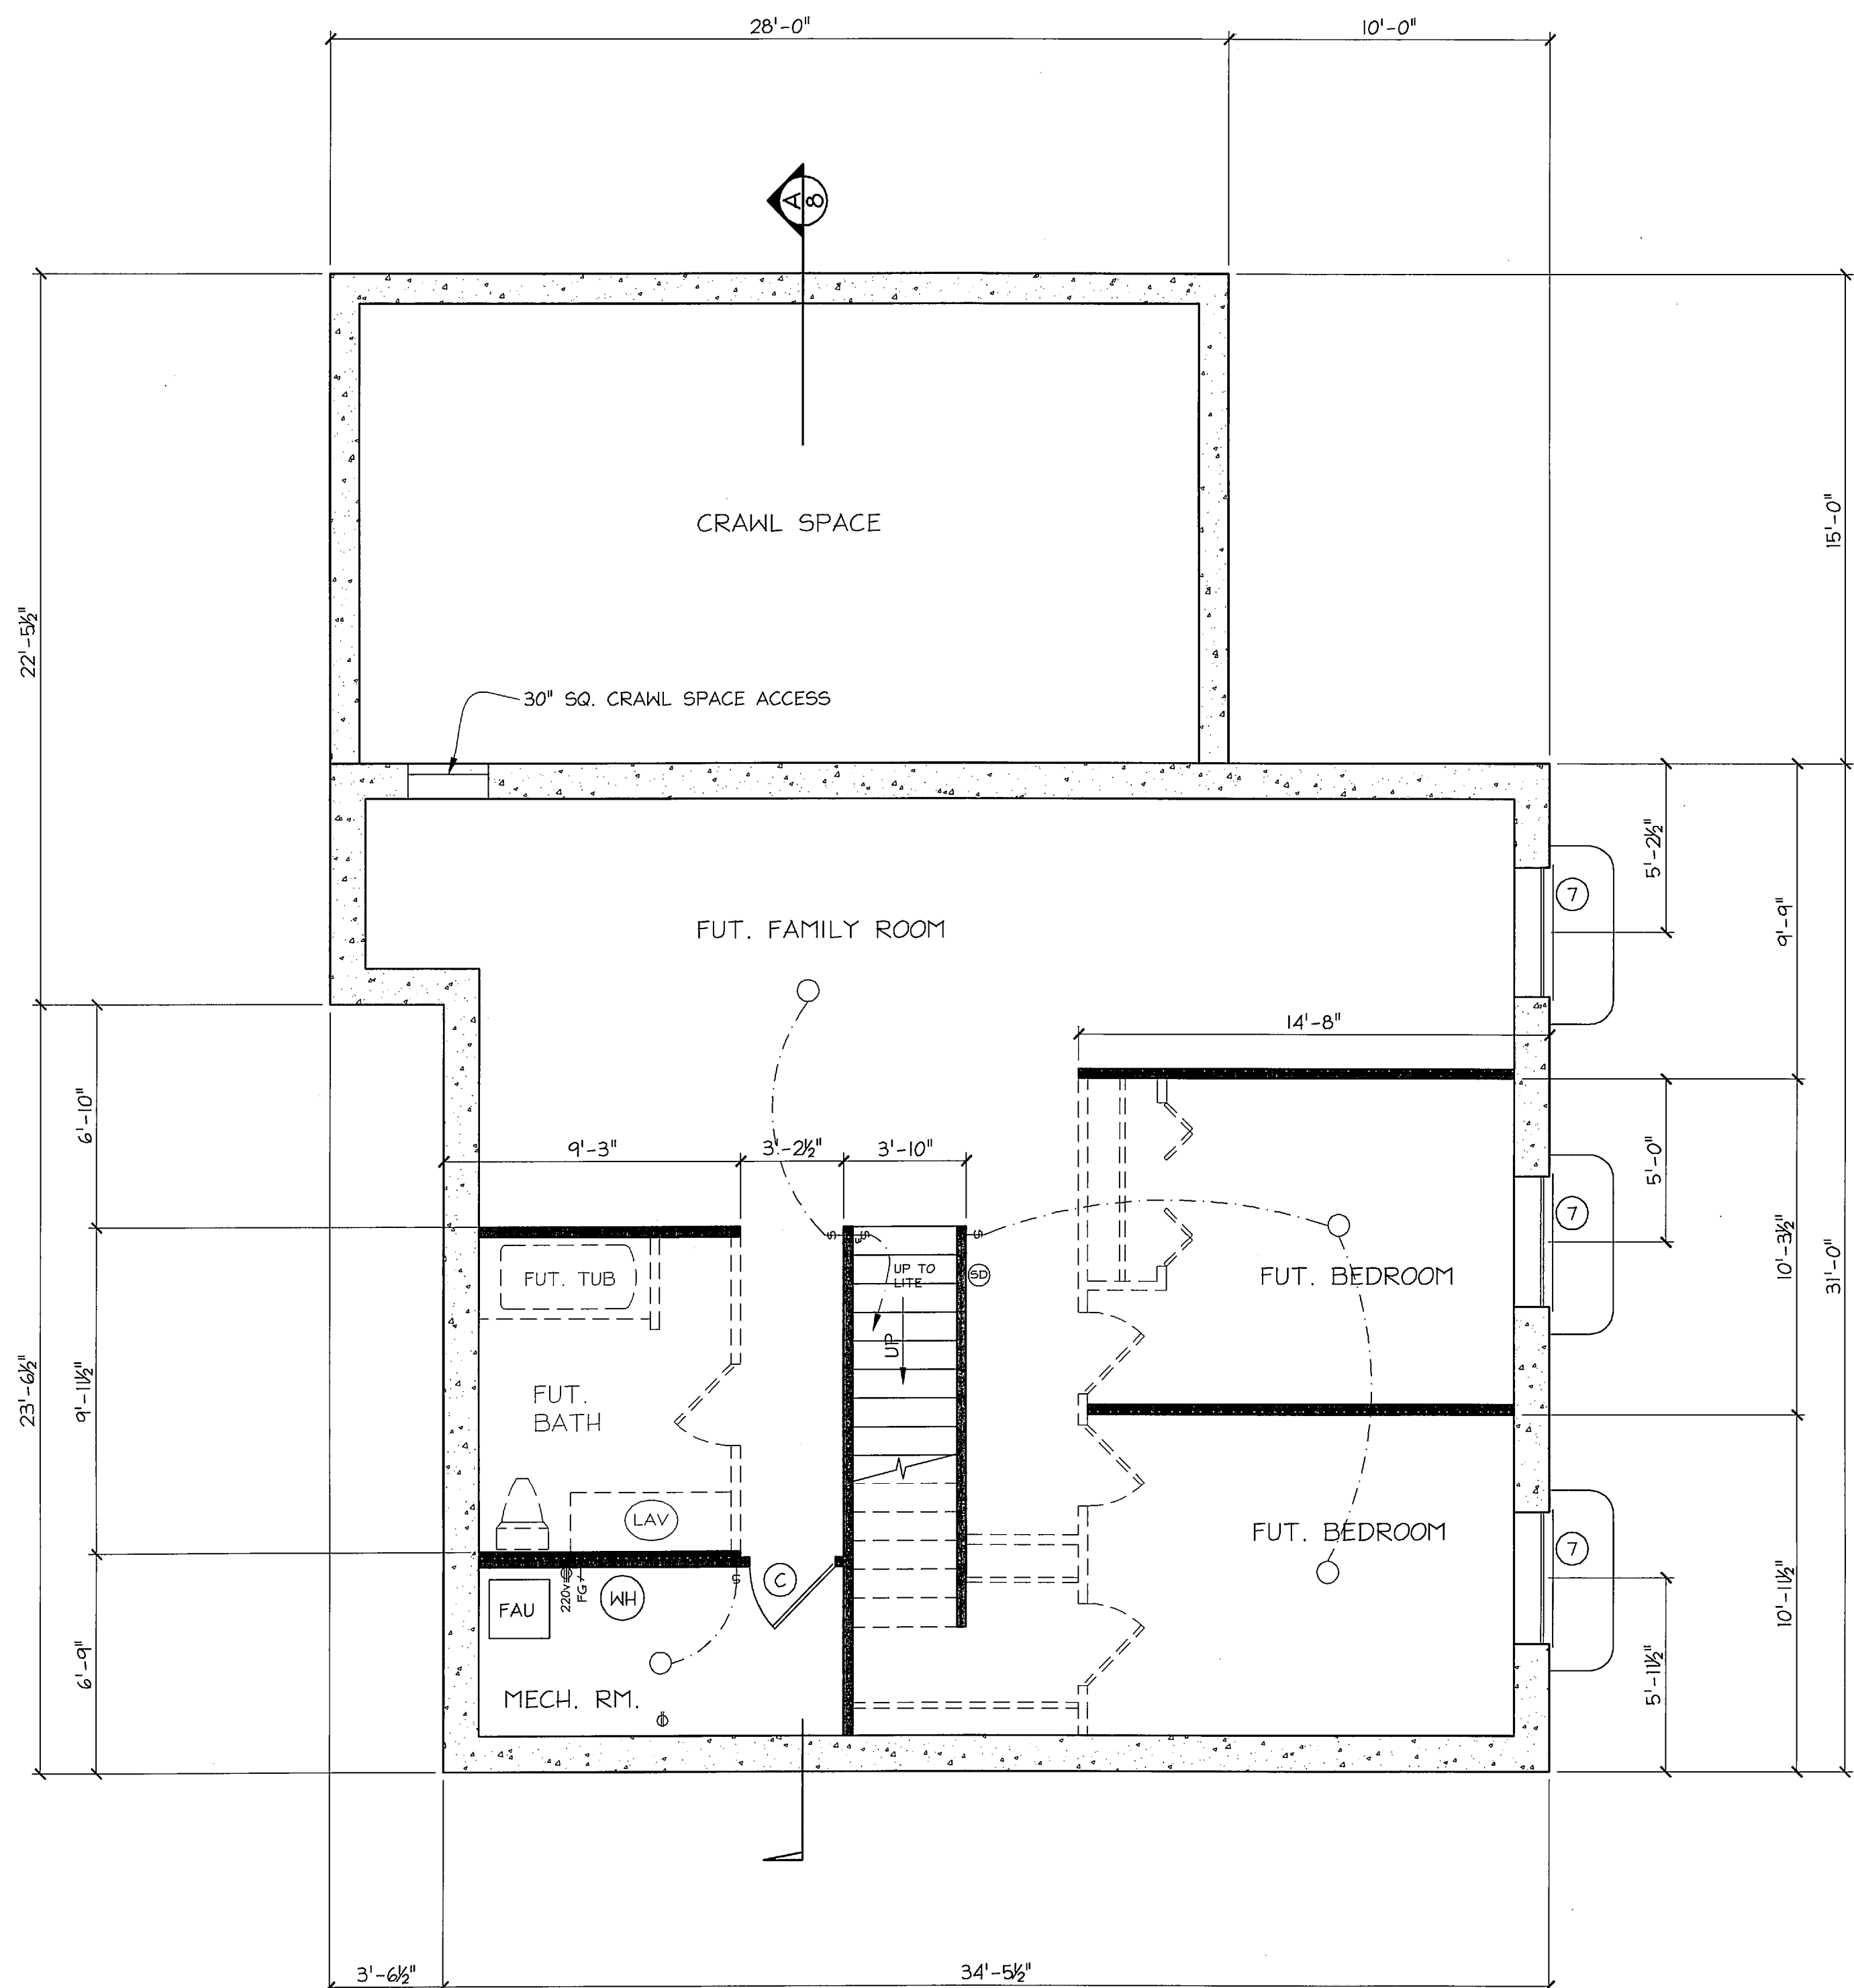 28'-0"
10'-0"
A
8
CRAWL SPACE
15'-0"
22'-5½"
30" SQ. CRAWL SPACE ACCESS
5'-2½"
7
9'-9"
FUT. FAMILY ROOM
14'-8"
6'-10"
9'-3"
3'-2½"
3'-10"
5'-0"
7
S
S
3
S
UP TO
LITE
SD
FUT. TUB
FUT. BEDROOM
10'-3½"
31'-0"
UP
FUT.
BATH
9'-11½"
23'-6½"
LAV
FUT. BEDROOM
7
C
S
220v
FG
WH
FAU
10'-11½"
5'-11½"
6'-9"
MECH. RM.
3'-6½"
34'-5½"